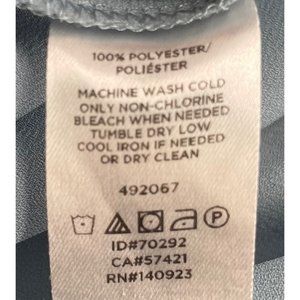 100% POLYESTER/
POLIÉSTER
MACHINE WASH COLD
ONLY NON-CHLORINE
BLEACH WHEN NEEDED
TUMBLE DRY LOW
COOL IRON IF NEEDED
OR DRY CLEAN
492067
P
ID#70292
CA#57421
RN#140923